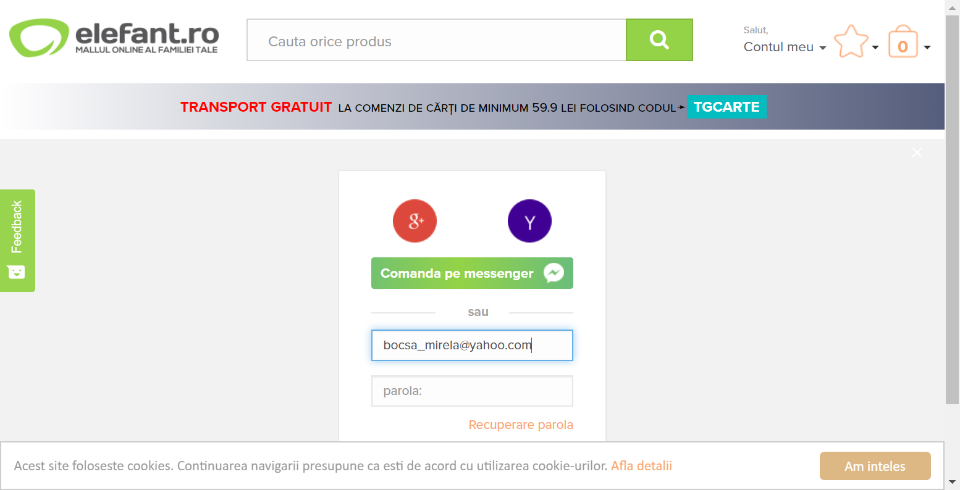 elefant.ro
MALLUL ONLINE AL FAMILIEI TALE
Cauta orice produs
Salut,
Contul meu
0
TRANSPORT GRATUIT LA COMENZI DE CĂRȚI DE MINIMUM 59.9 LEI FOLOSIND CODUL TGCARTE
Feedback
g+
Y
Comanda pe messenger
sau
bocsa_mirela@yahoo.com
parola:
Recuperare parola
Acest site foloseste cookies. Continuarea navigarii presupune ca esti de acord cu utilizarea cookie-urilor. Afla detalii
Am inteles